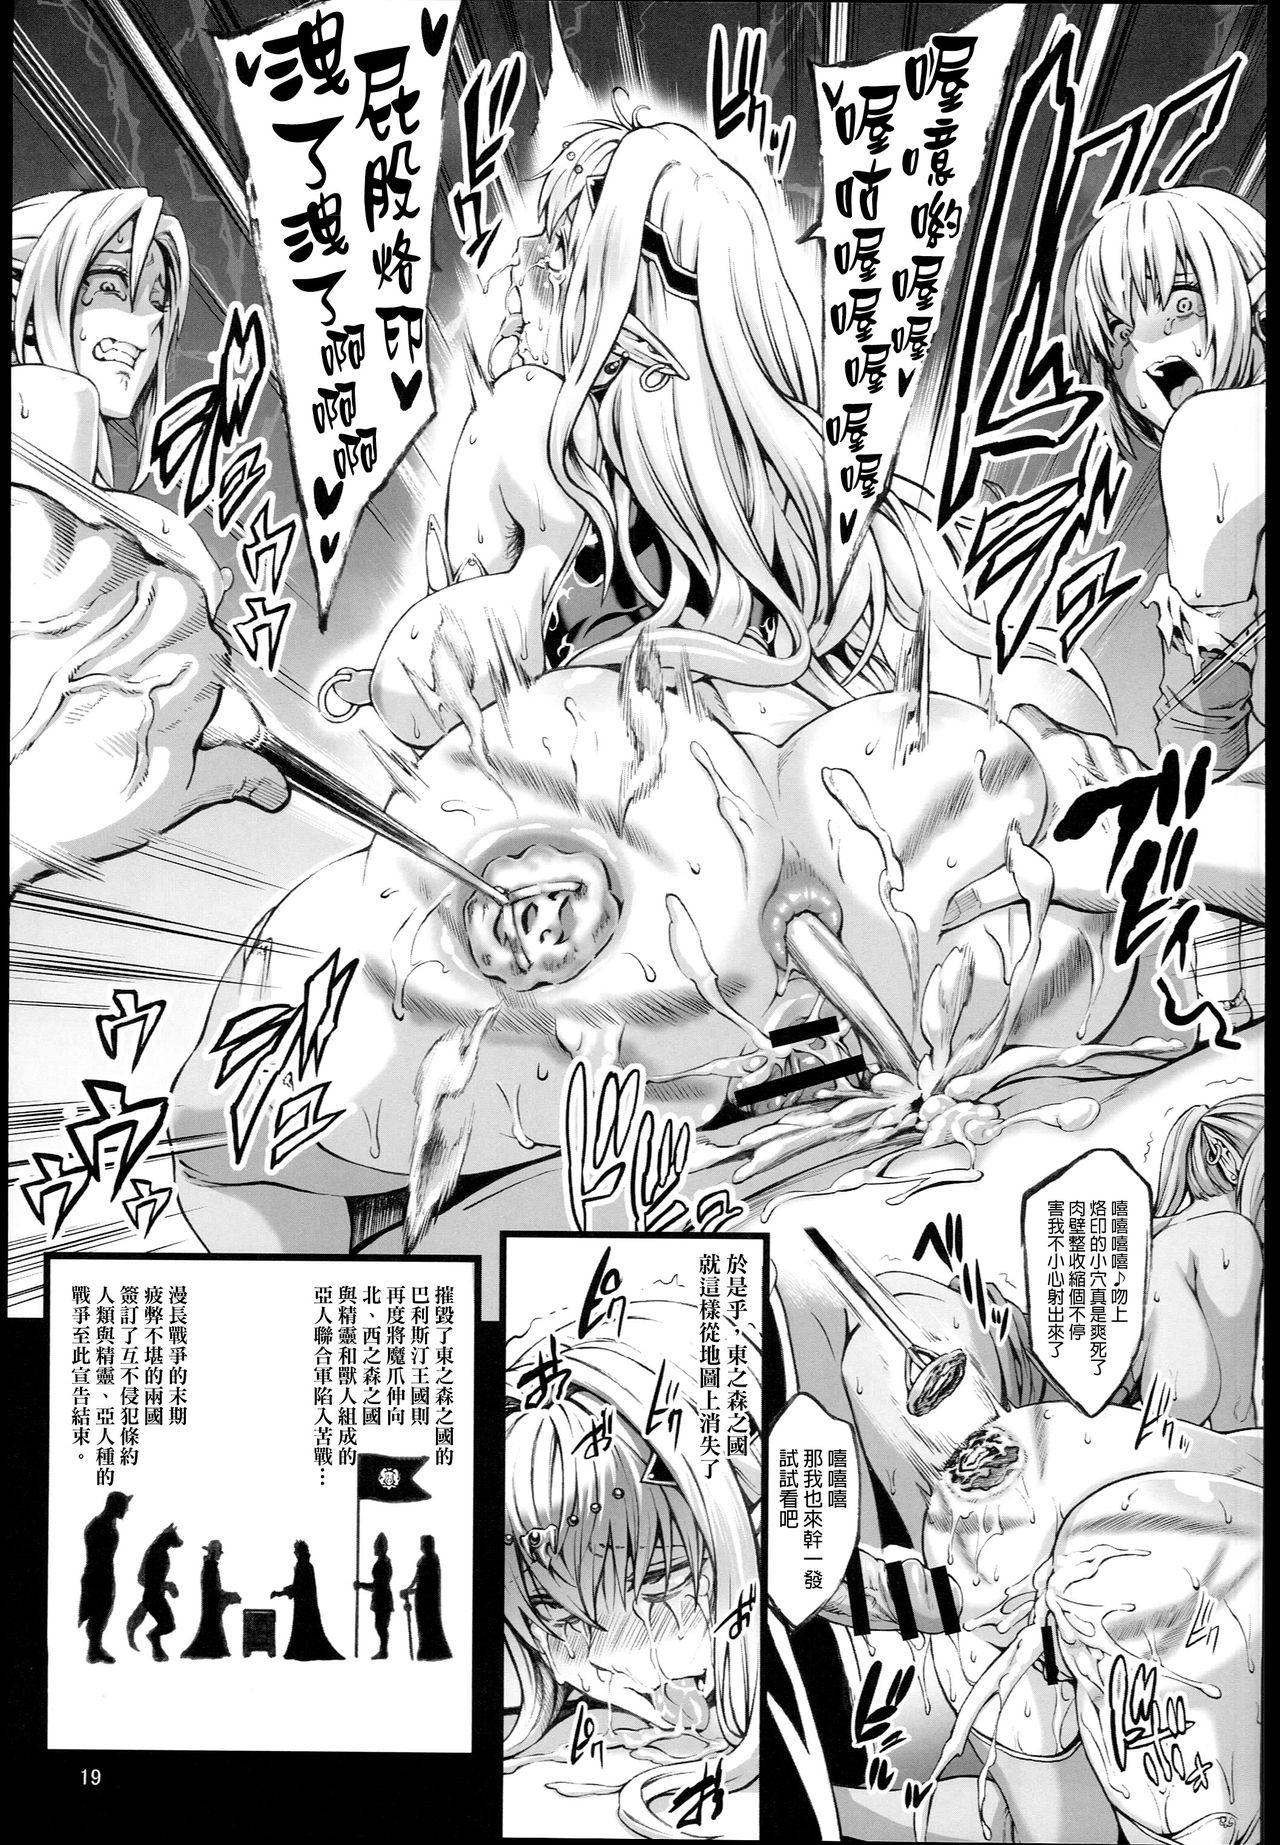 喔噫喲喔喔喔♥
喔咕喔喔喔喔喔♥
屁股烙印♥
♥洩了洩了啊啊啊♥
嘻嘻嘻嘻♪吻上
烙印的小穴真是爽死了
肉壁整收縮個不停
害我不小心射出來了
嘻嘻嘻
那我也來幹一發
試試看吧
於是乎，東之森之國
就這樣從地圖上消失了
摧毀了東之森之國的
巴利斯汀王國則
再度將魔爪伸向
北、西之森之國
與精靈和獸人組成的
亞人聯合軍陷入苦戰…
漫長戰爭的末期
疲弊不堪的兩國
簽訂了互不侵犯條約
人類與精靈、亞人種的
戰爭至此宣告結束。
19